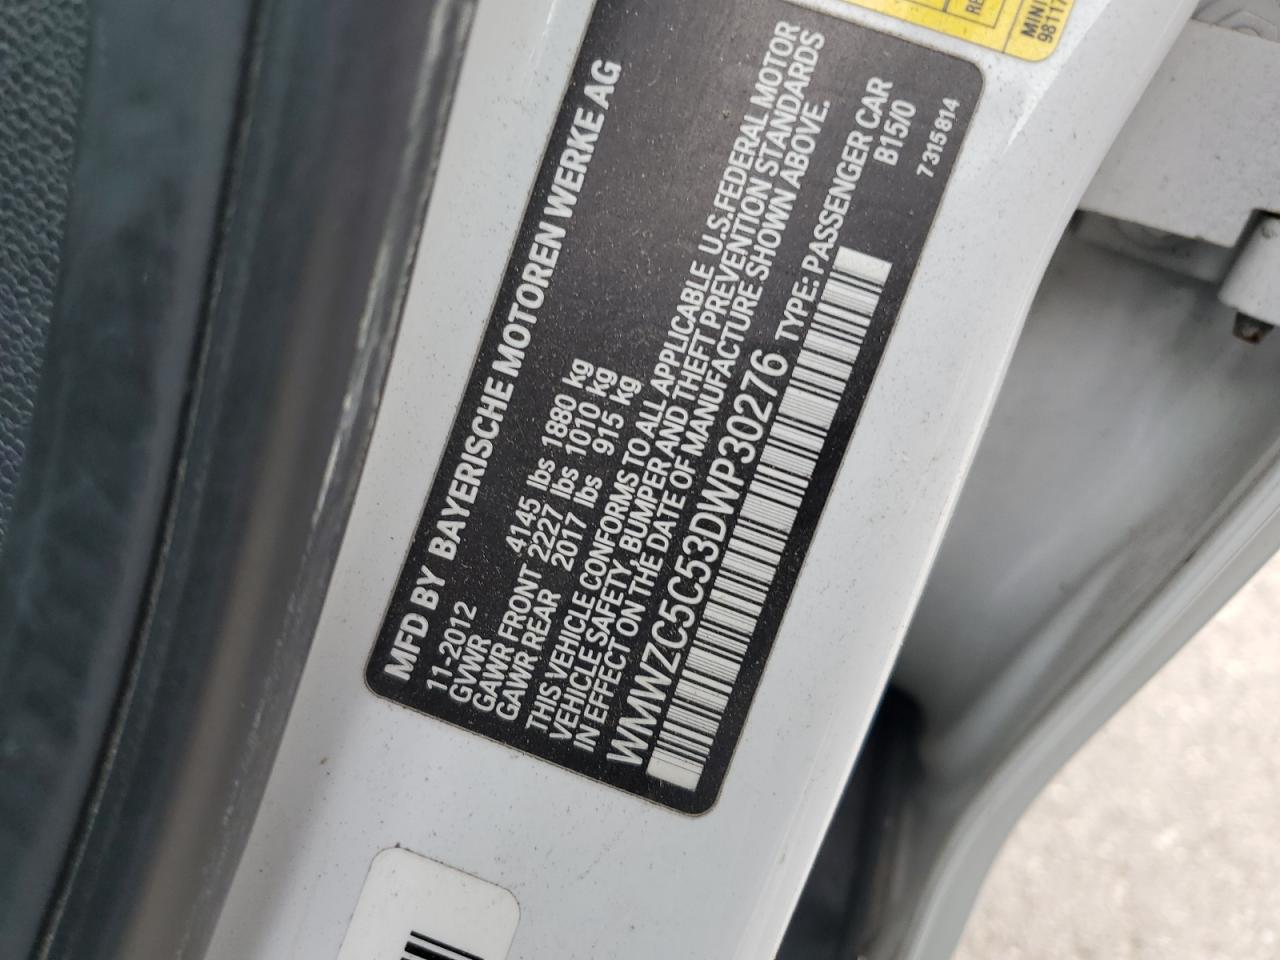 MFD BY BAYERISCHE MOTOREN WERKE AG
11-2012
GVWR 4145 lbs 1880 kg
GAWR FRONT 2227 lbs 1010 kg
GAWR REAR 2017 lbs 915 kg
THIS VEHICLE CONFORMS TO ALL APPLICABLE U.S.FEDERAL MOTOR
VEHICLE SAFETY, BUMPER AND THEFT PREVENTION STANDARDS
IN EFFECT ON THE DATE OF MANUFACTURE SHOWN ABOVE.
WMWZC5C53DWP30276 TYPE: PASSENGER CAR
B15/0
7 315 814
RE
MINI
98117